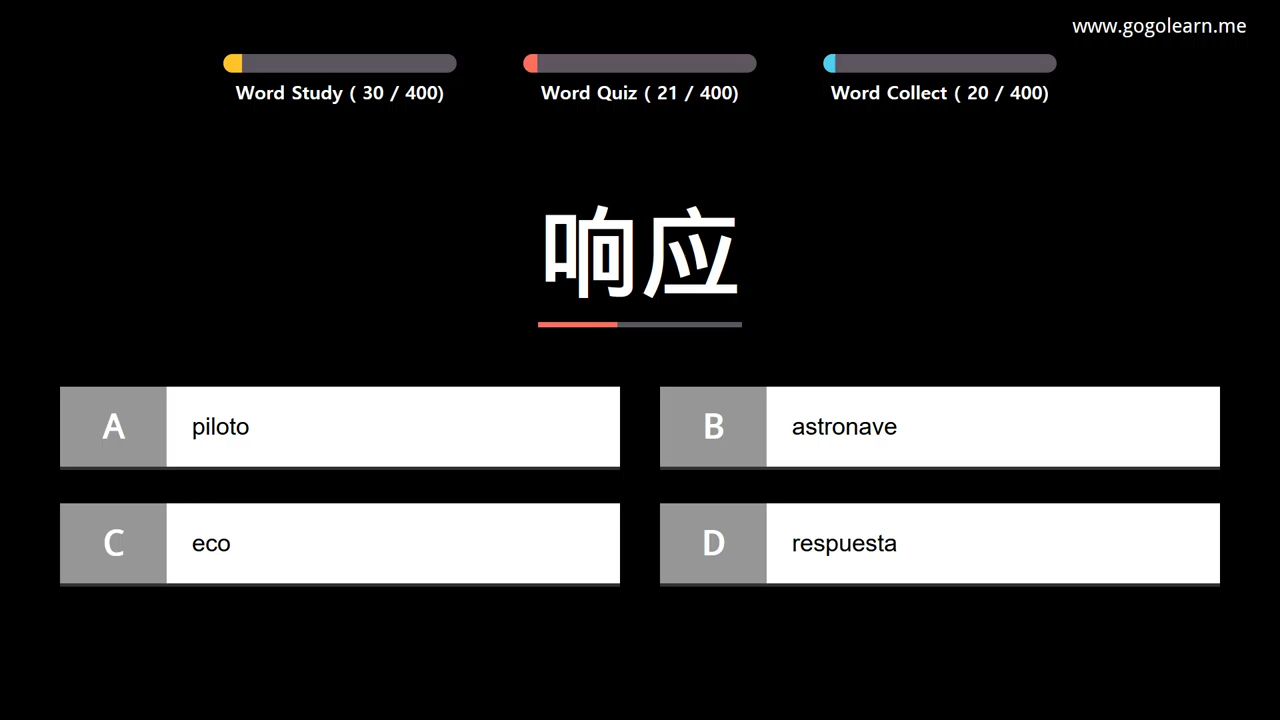 www.gogolearn.me
Word Study ( 30 / 400)
Word Quiz ( 21 / 400)
Word Collect ( 20 / 400)
响应
A piloto
B astronave
C eco
D respuesta